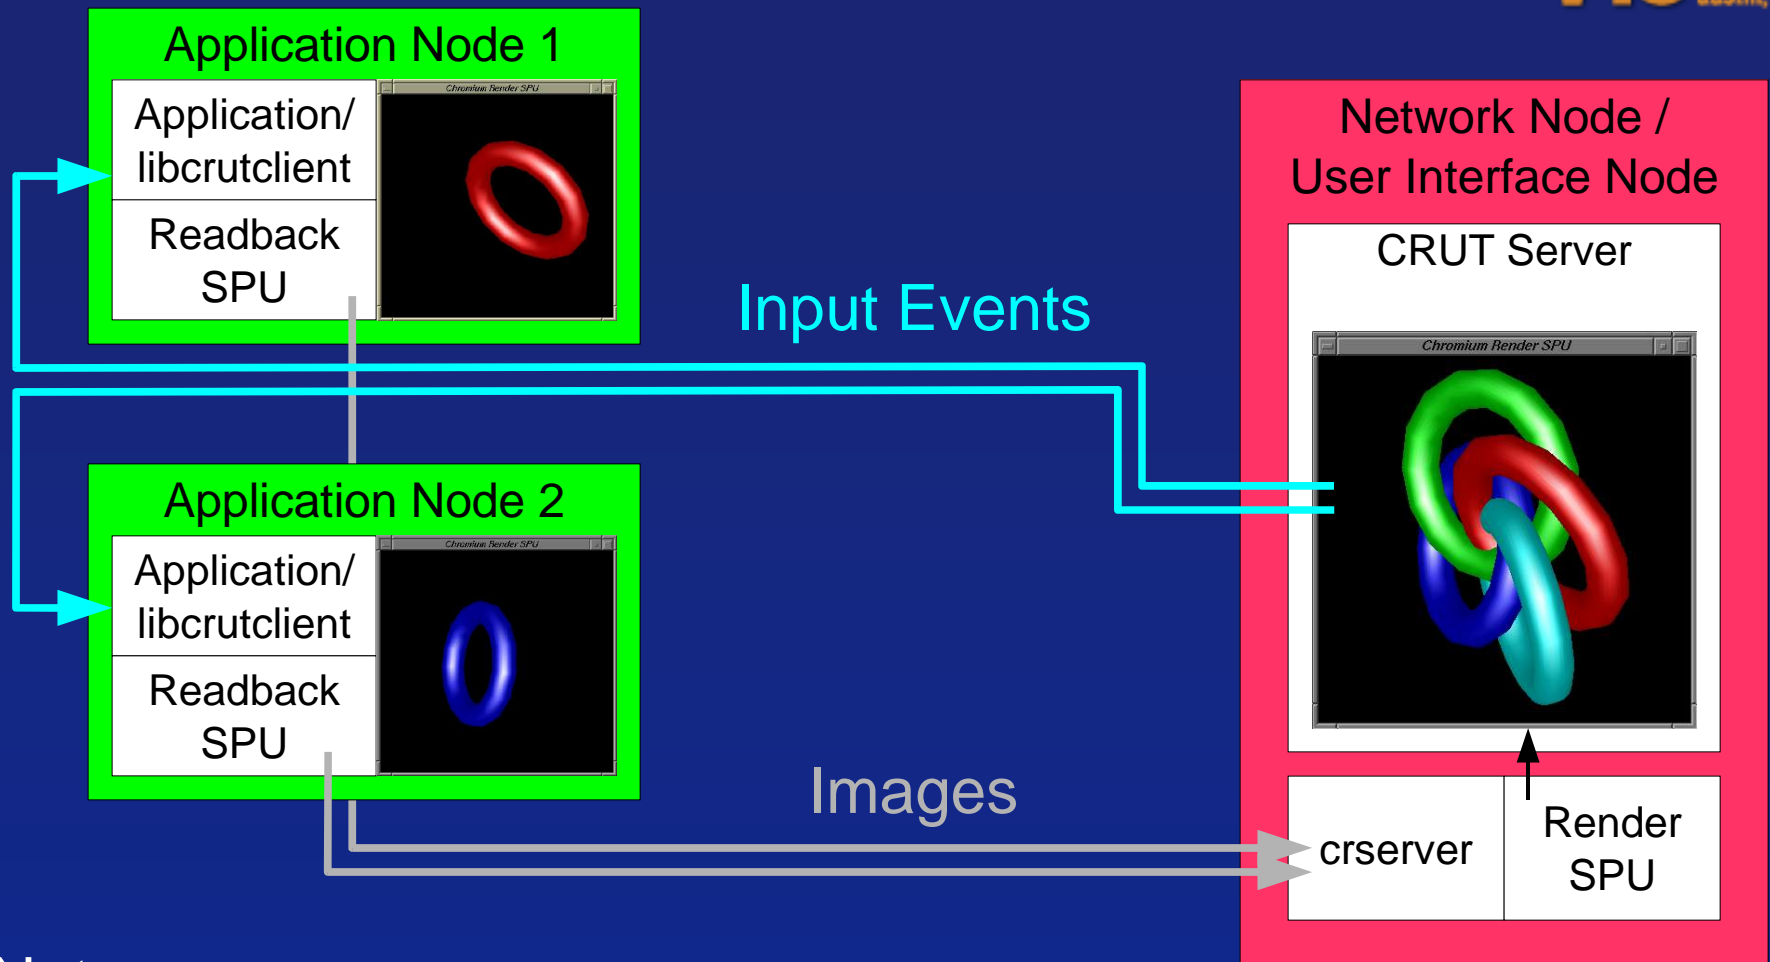 Application Node 1
Application/
libcrutclient
Readback
SPU
Chromium Render SPU
Input Events
Network Node /
User Interface Node
CRUT Server
Chromium Render SPU
Application Node 2
Application/
libcrutclient
Readback
SPU
Chromium Render SPU
Images
crserver
Render
SPU